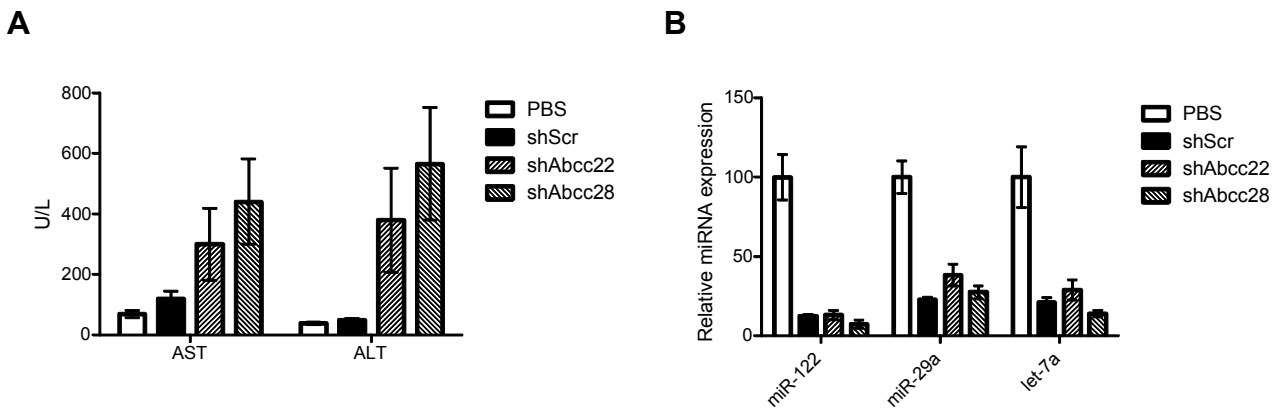 A
U/L
800
600
400
200
0
AST
ALT
PBS
shScr
shAbcc22
shAbcc28
B
Relative miRNA expression
150
100
50
0
miR-122
miR-29a
let-7a
PBS
shScr
shAbcc22
shAbcc28